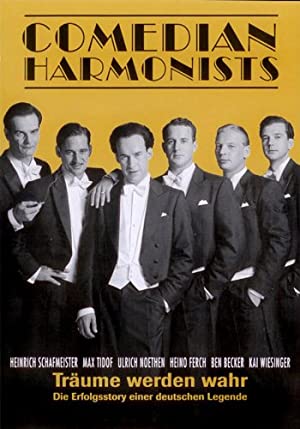 COMEDIAN
HARMONISTS
HEINRICH SCHAFMEISTER MAX TIDOF ULRICH NOETHEN HEINO FERCH BEN BECKER KAI WIESINGER
Träume werden wahr
Die Erfolgsstory einer deutschen Legende